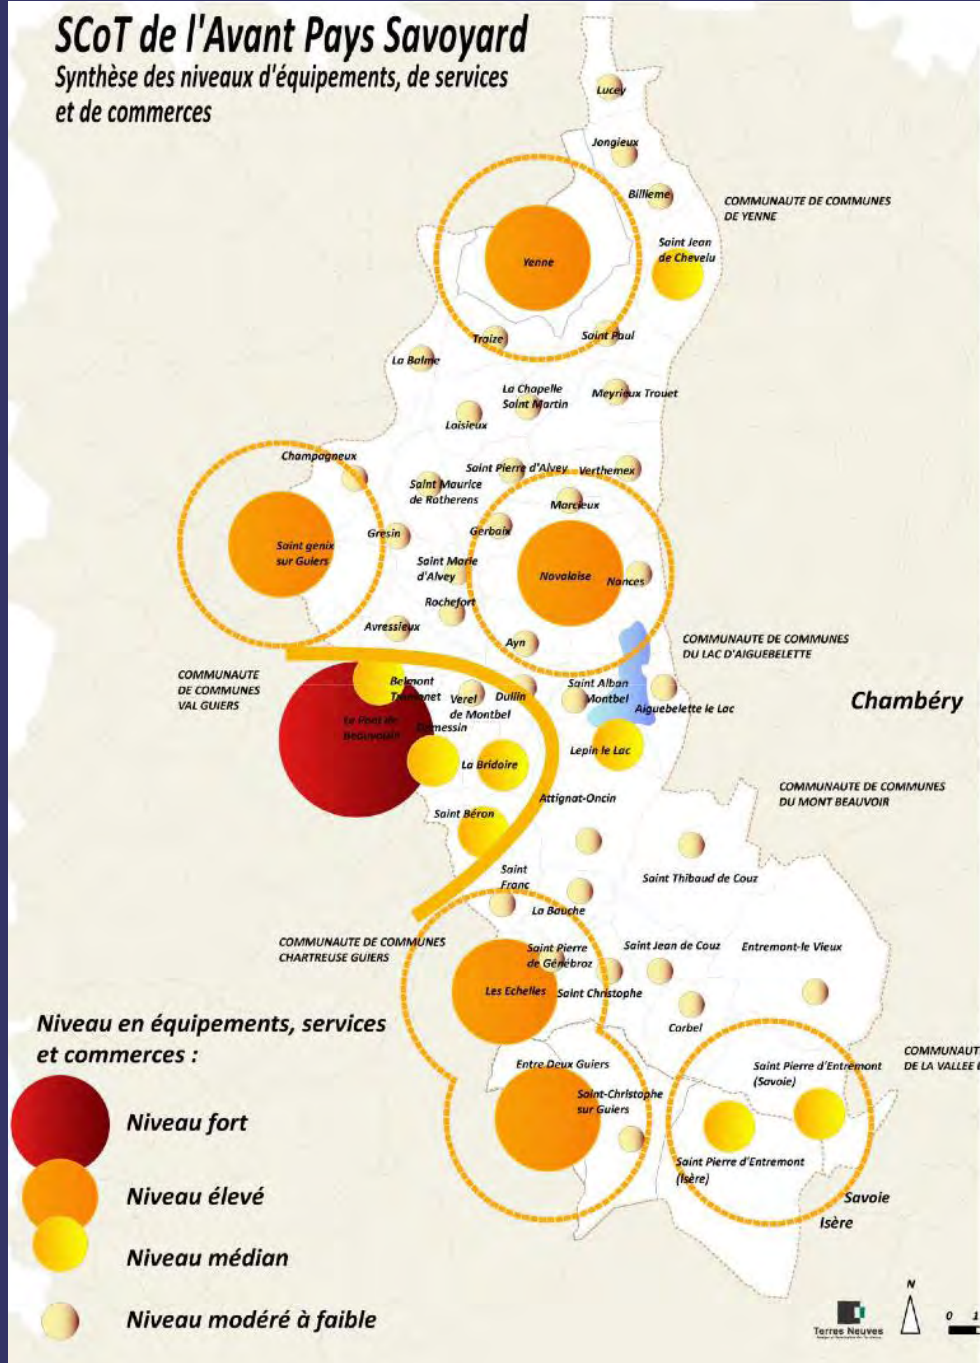 SCoT de l'Avant Pays Savoyard
Synthèse des niveaux d'équipements, de services
et de commerces
Lucey
Jongieux
Billieme
COMMUNAUTE DE COMMUNES
DE YENNE
Saint Jean
de Chevelu
Yenne
Traize
Saint Paul
La Balme
La Chapelle
Saint Martin
Meyrieux Trouet
Loisieux
Champagneux
Saint Pierre d'Alvey
Verthemex
Saint Maurice
de Rotherens
Marcieux
Gresin
Gerbaix
Saint genix
sur Guiers
Saint Marie
d'Alvey
Novalaise
Nances
Rochefort
Avressieux
Ayn
COMMUNAUTE DE COMMUNES
DU LAC D'AIGUEBELETTE
COMMUNAUTE
DE COMMUNES
VAL GUIERS
Belmont
Tramonet
Verel
de Montbel
Dullin
Saint Alban
Montbel
Aiguebelette le Lac
Chambéry
Le Pont de
Beauvoisin
Domessin
La Bridoire
Lepin le Lac
COMMUNAUTE DE COMMUNES
DU MONT BEAUVOIR
Attignat-Oncin
Saint Béron
Saint
Franc
Saint Thibaud de Couz
La Bauche
COMMUNAUTE DE COMMUNES
CHARTREUSE GUIERS
Saint Pierre
de Génébroz
Saint Jean de Couz
Entremont-le Vieux
Les Echelles
Saint Christophe
Corbel
Niveau en équipements, services
et commerces :
Entre Deux Guiers
Saint-Christophe
sur Guiers
Saint Pierre d'Entremont
(Savoie)
COMMUNAUT
DE LA VALLEE
Niveau fort
Saint Pierre d'Entremont
(Isère)
Niveau élevé
Savoie
Isère
Niveau médian
Niveau modéré à faible
N
Terres Neuves
0 1